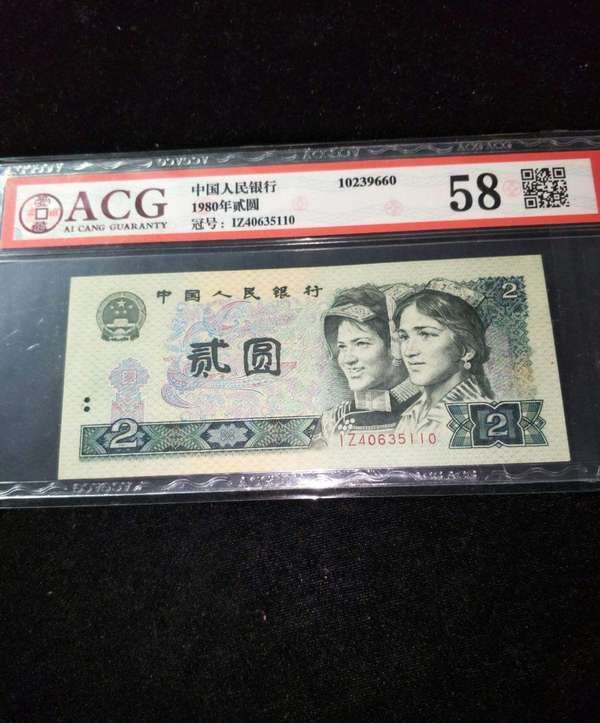 ACG
AI CANG GUARANTY
中国人民银行 10239660
1980年贰圆
冠号: IZ40635110
58
中国人民银行
2
贰圆
2
IZ40635110
2